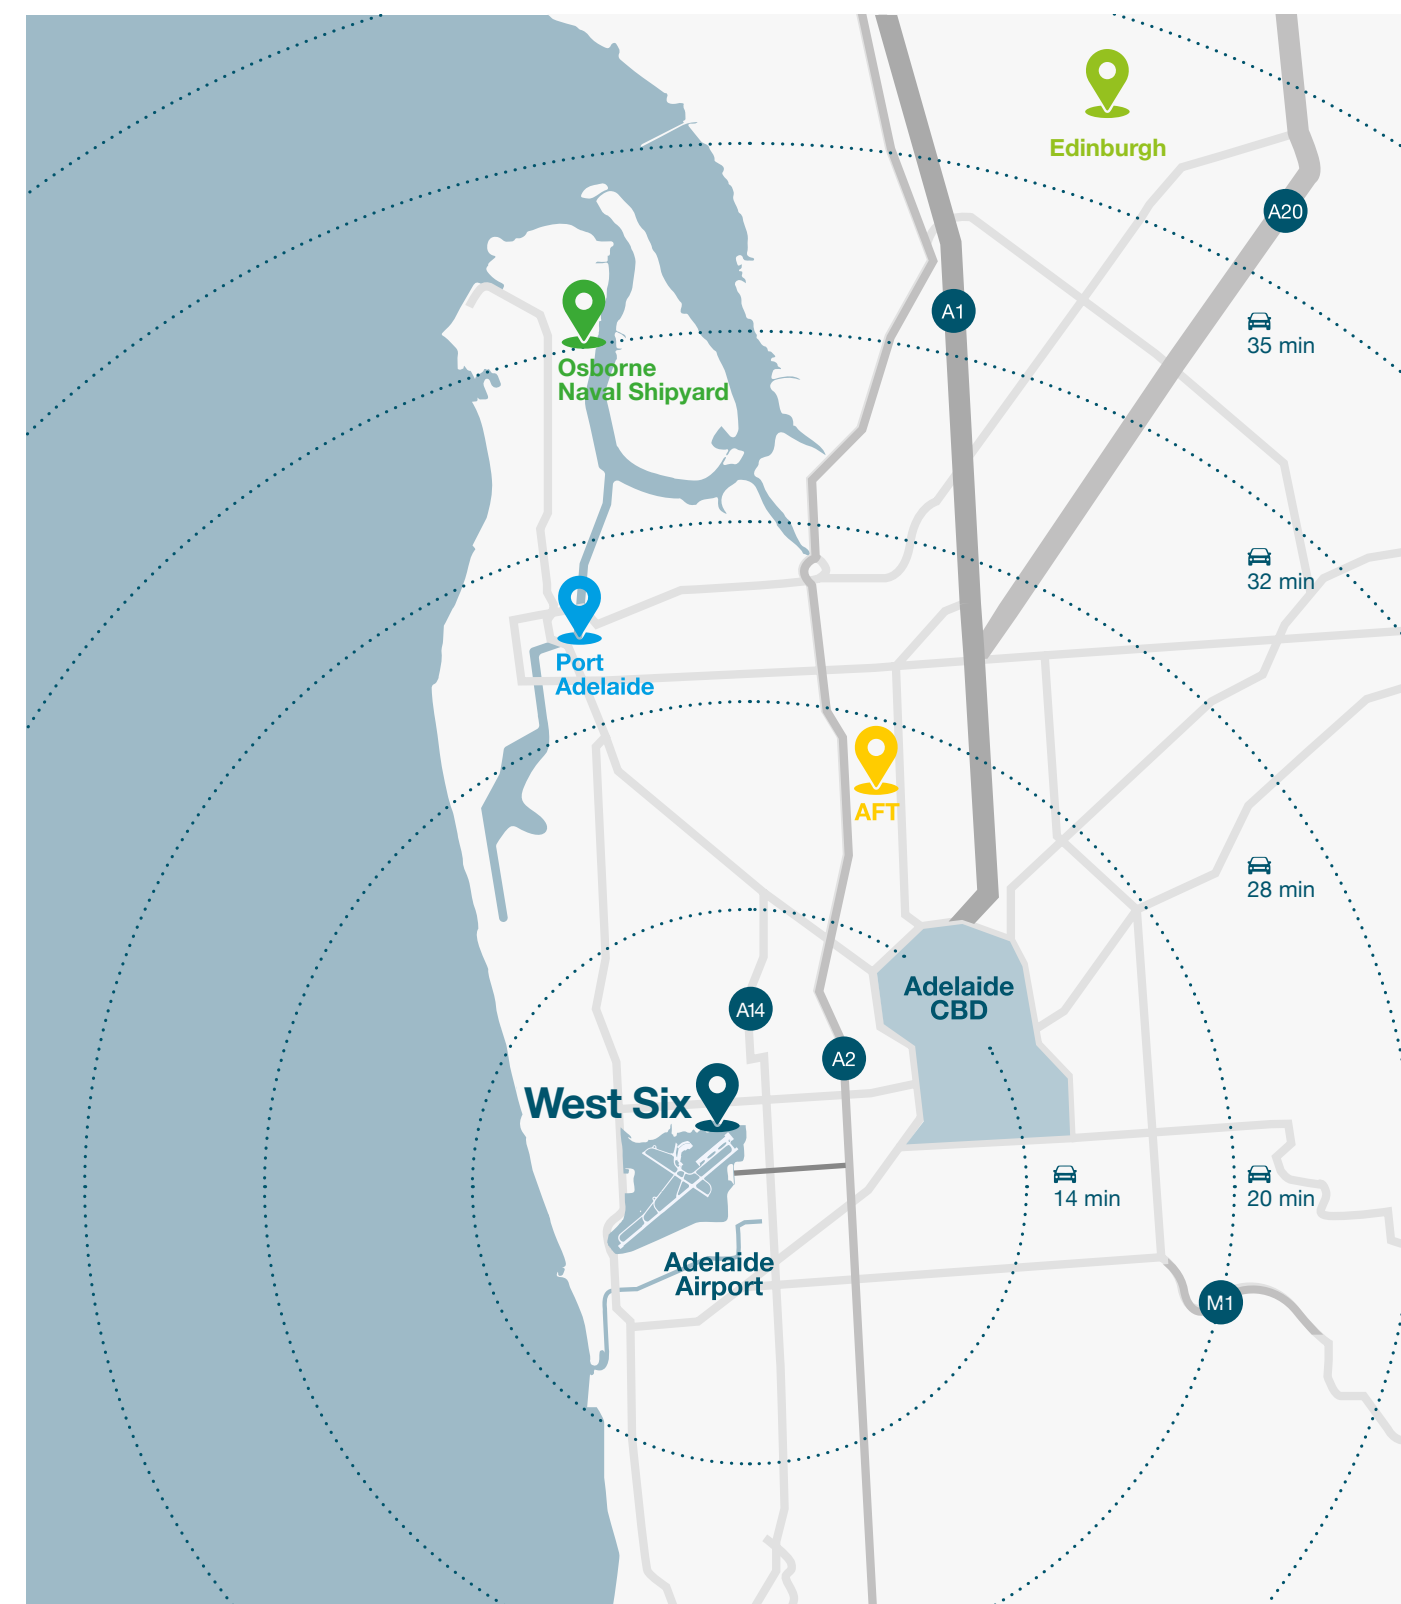 Edinburgh
A20
A1
35 min
Osborne
Naval Shipyard
32 min
Port
Adelaide
AFT
28 min
Adelaide
CBD
A14
A2
West Six
14 min
20 min
Adelaide
Airport
M1